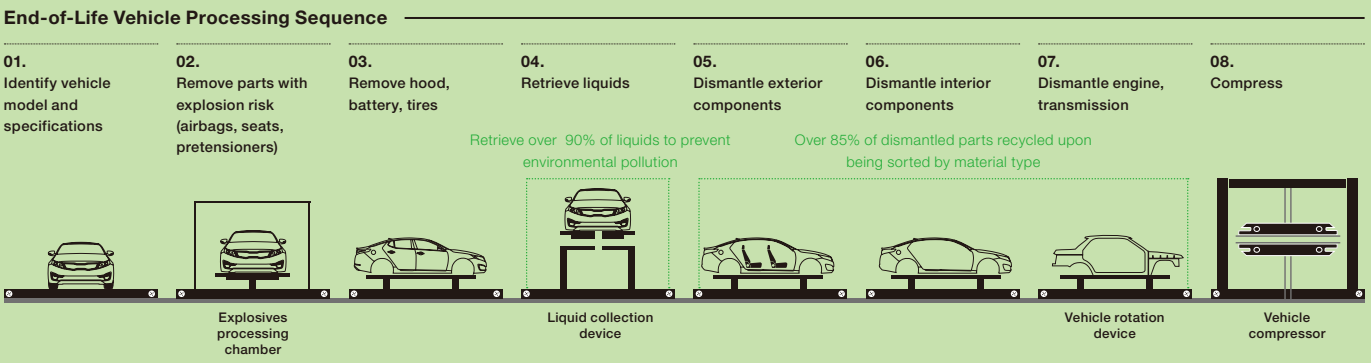 End-of-Life Vehicle Processing Sequence
01.
Identify vehicle
model and
specifications
02.
Remove parts with
explosion risk
(airbags, seats,
pretensioners)
03.
Remove hood,
battery, tires
04.
Retrieve liquids
05.
Dismantle exterior
components
06.
Dismantle interior
components
07.
Dismantle engine,
transmission
08.
Compress
Retrieve over 90% of liquids to prevent
environmental pollution
Over 85% of dismantled parts recycled upon
being sorted by material type
Explosives
processing
chamber
Liquid collection
device
Vehicle rotation
device
Vehicle
compressor